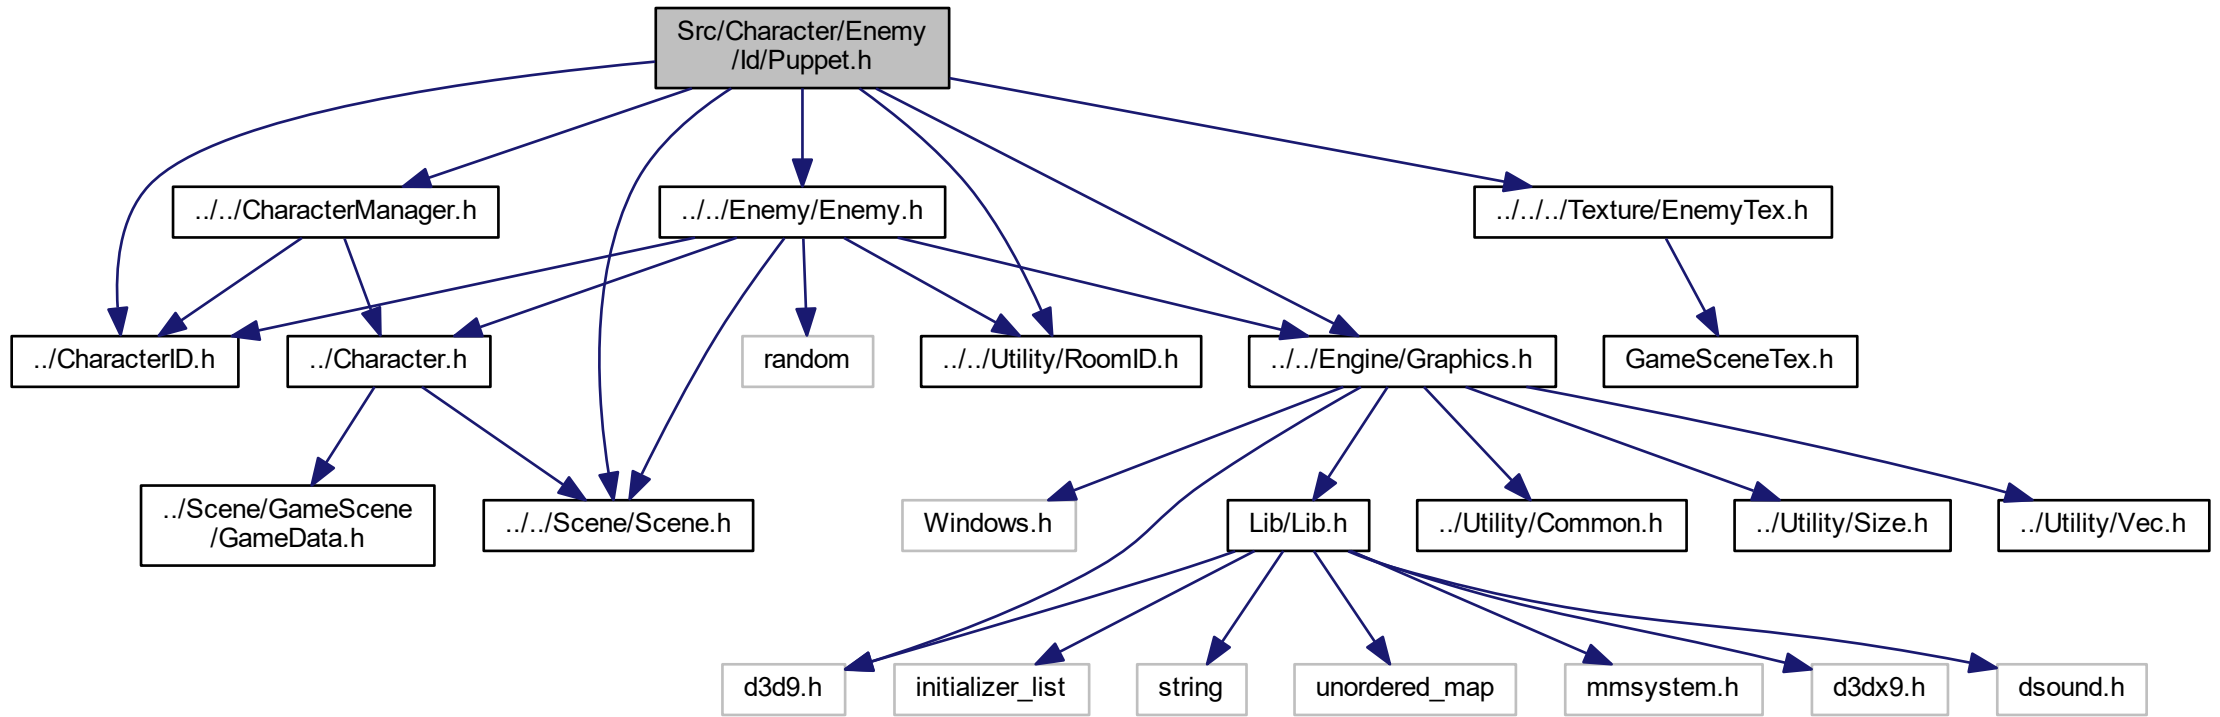 Src/Character/Enemy
/Id/Puppet.h
../../CharacterManager.h
../../Enemy/Enemy.h
../../../Texture/EnemyTex.h
../CharacterID.h
../Character.h
random
../../Utility/RoomID.h
../../Engine/Graphics.h
GameSceneTex.h
../Scene/GameScene
/GameData.h
../../Scene/Scene.h
Windows.h
Lib/Lib.h
../Utility/Common.h
../Utility/Size.h
../Utility/Vec.h
d3d9.h
initializer_list
string
unordered_map
mmsystem.h
d3dx9.h
dsound.h